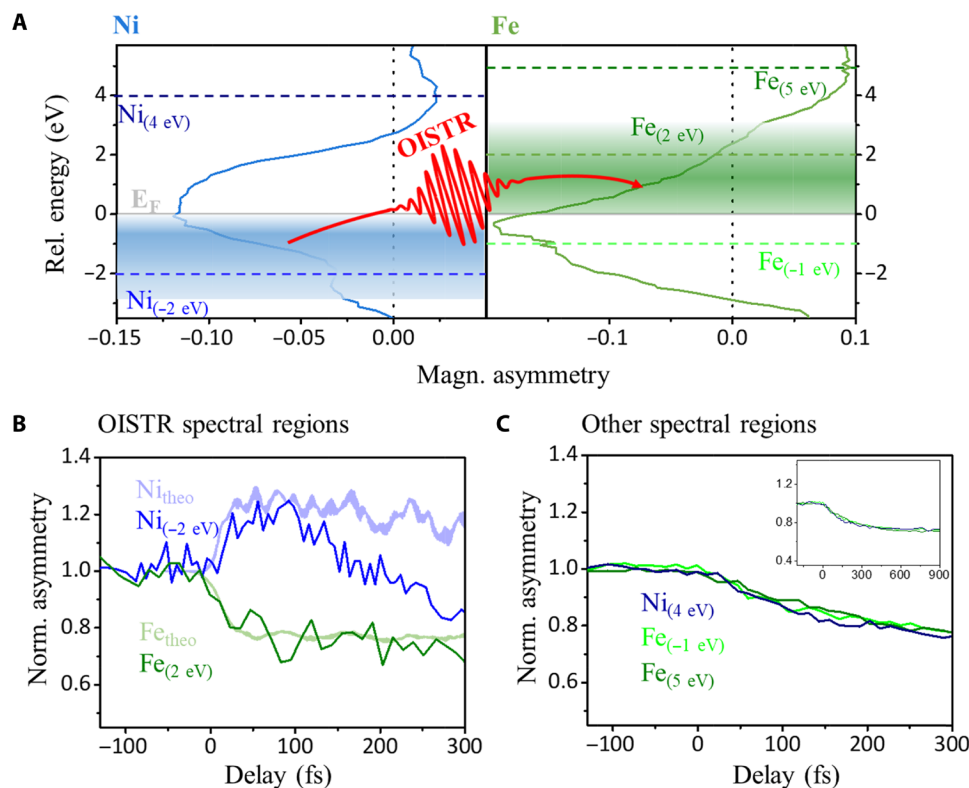 A
Ni
Fe
Rel. energy (eV)
4
2
0
−2
Ni(4 eV)
OISTR
EF
Ni(−2 eV)
Fe(5 eV)
Fe(2 eV)
Fe(−1 eV)
−0.15 −0.10 −0.05 0.00 −0.1 0.0 0.1
Magn. asymmetry
B OISTR spectral regions
Norm. asymmetry
1.4
1.2
1.0
0.8
0.6
Nitheo
Ni(−2 eV)
Fetheo
Fe(2 eV)
−100 0 100 200 300
Delay (fs)
C Other spectral regions
Norm. asymmetry
1.4
1.2
1.0
0.8
0.6
1.2
0.8
0.4
0 300 600 900
Ni(4 eV)
Fe(−1 eV)
Fe(5 eV)
−100 0 100 200 300
Delay (fs)